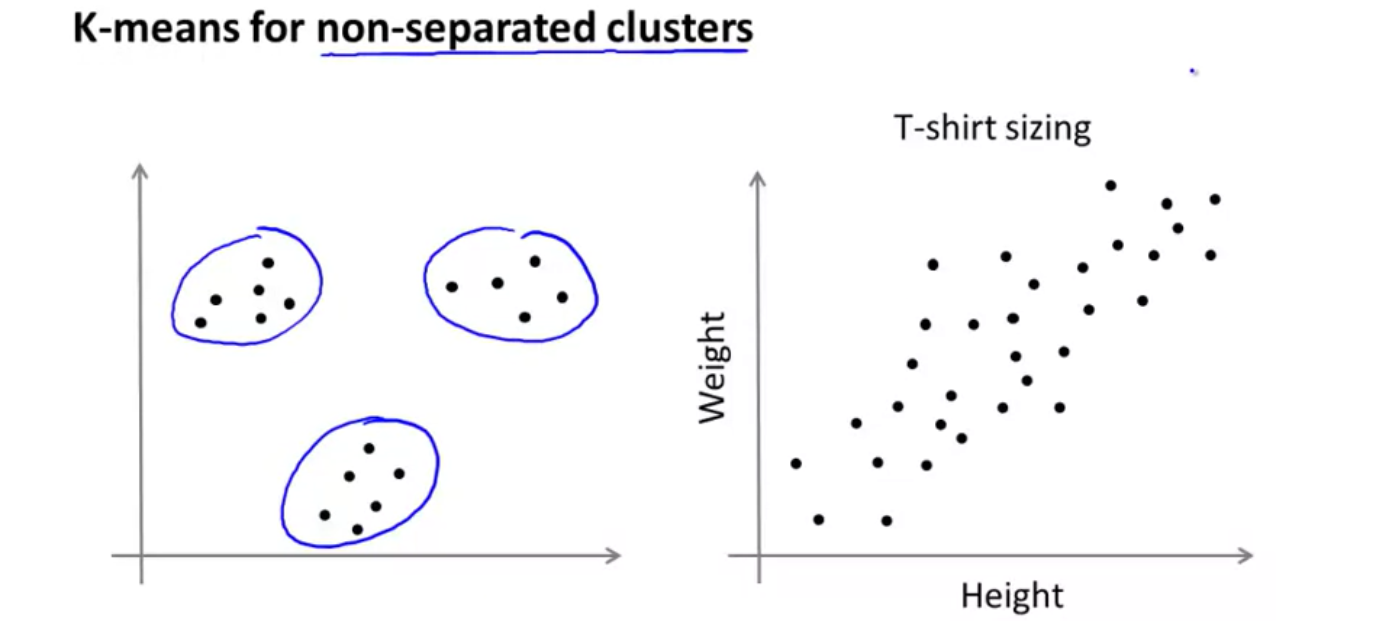 K-means for non-separated clusters
T-shirt sizing
Weight
Height